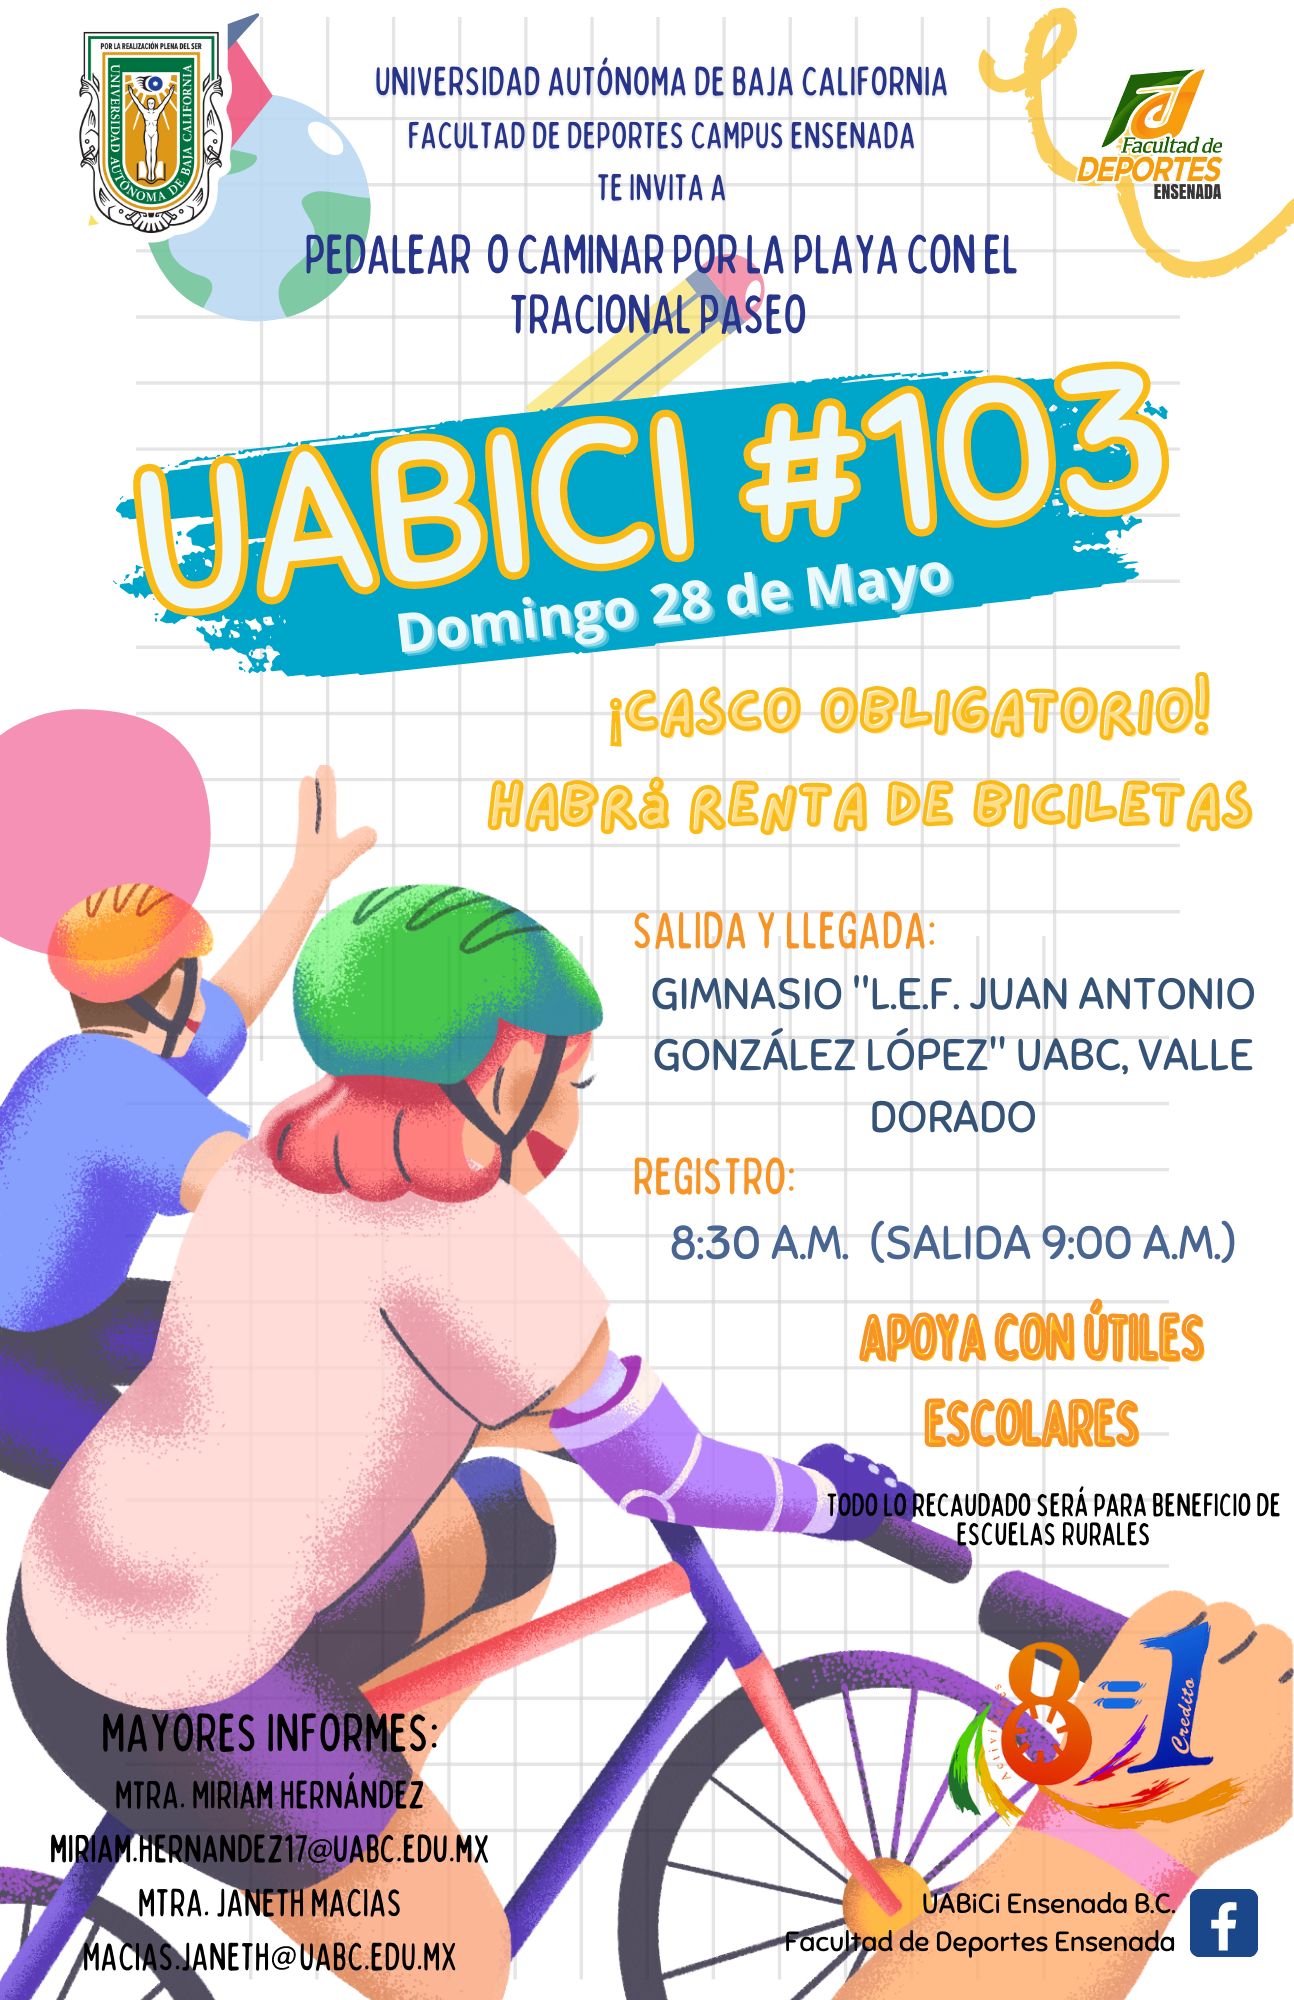 POR LA REALIZACIÓN PLENA DEL SER
UNIVERSIDAD AUTÓNOMA DE BAJA CALIFORNIA
Facultad de
DEPORTES
ENSENADA
UNIVERSIDAD AUTÓNOMA DE BAJA CALIFORNIA
FACULTAD DE DEPORTES CAMPUS ENSENADA
TE INVITA A
PEDALEAR O CAMINAR POR LA PLAYA CON EL
TRACIONAL PASEO
UABICI #103
Domingo 28 de Mayo
¡CASCO OBLIGATORIO!
HABRá RENTA DE BICILETAS
SALIDA Y LLEGADA:
GIMNASIO "L.E.F. JUAN ANTONIO
GONZÁLEZ LÓPEZ" UABC, VALLE
DORADO
REGISTRO:
8:30 A.M. (SALIDA 9:00 A.M.)
APOYA CON ÚTILES
ESCOLARES
TODO LO RECAUDADO SERÁ PARA BENEFICIO DE
ESCUELAS RURALES
8=1
Credito
MAYORES INFORMES:
MTRA. MIRIAM HERNÁNDEZ
MIRIAM.HERNANDEZ17@UABC.EDU.MX
MTRA. JANETH MACIAS
MACIAS.JANETH@UABC.EDU.MX
UABiCi Ensenada B.C.
Facultad de Deportes Ensenada